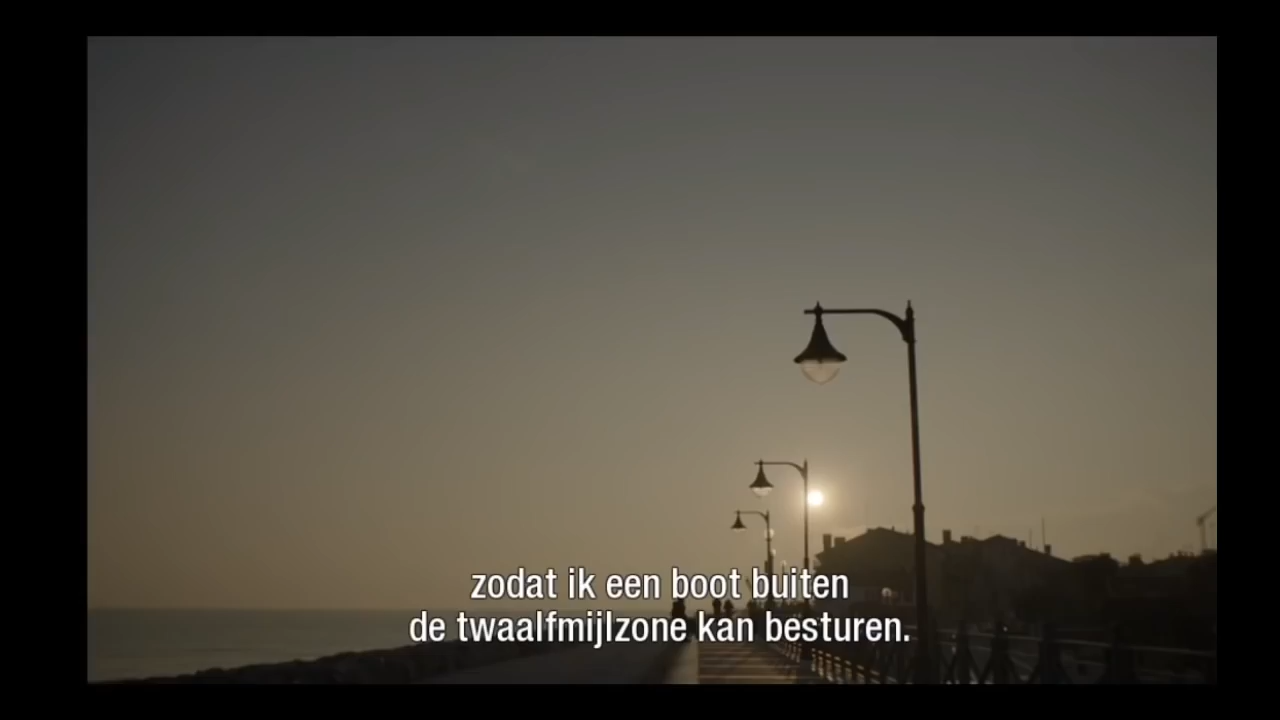 zodat ik een boot buiten
de twaalfmijlzone kan besturen.